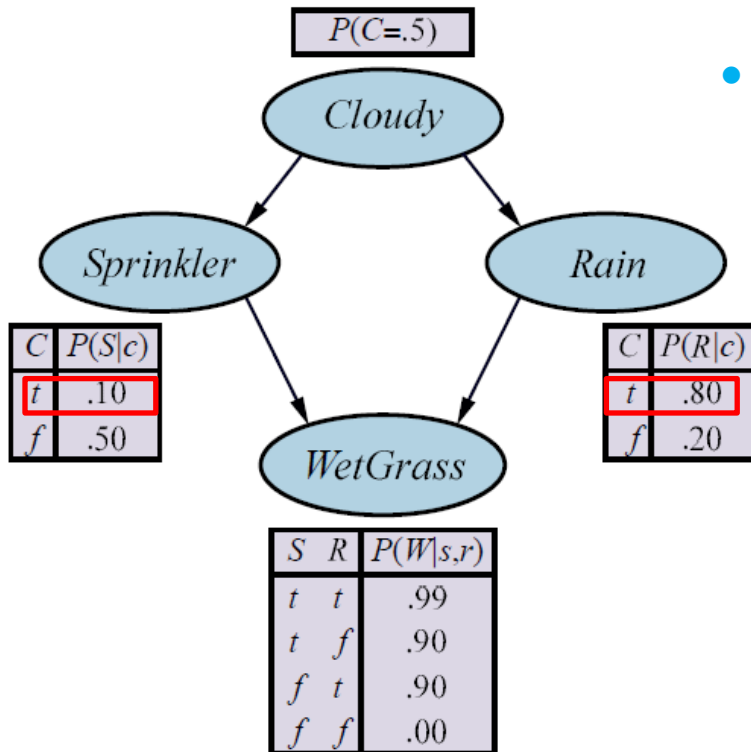 P(C=.5)
Cloudy
Sprinkler
Rain
C P(S|c)
t .10
f .50
C P(R|c)
t .80
f .20
WetGrass
S R P(W|s,r)
t t .99
t f .90
f t .90
f f .00